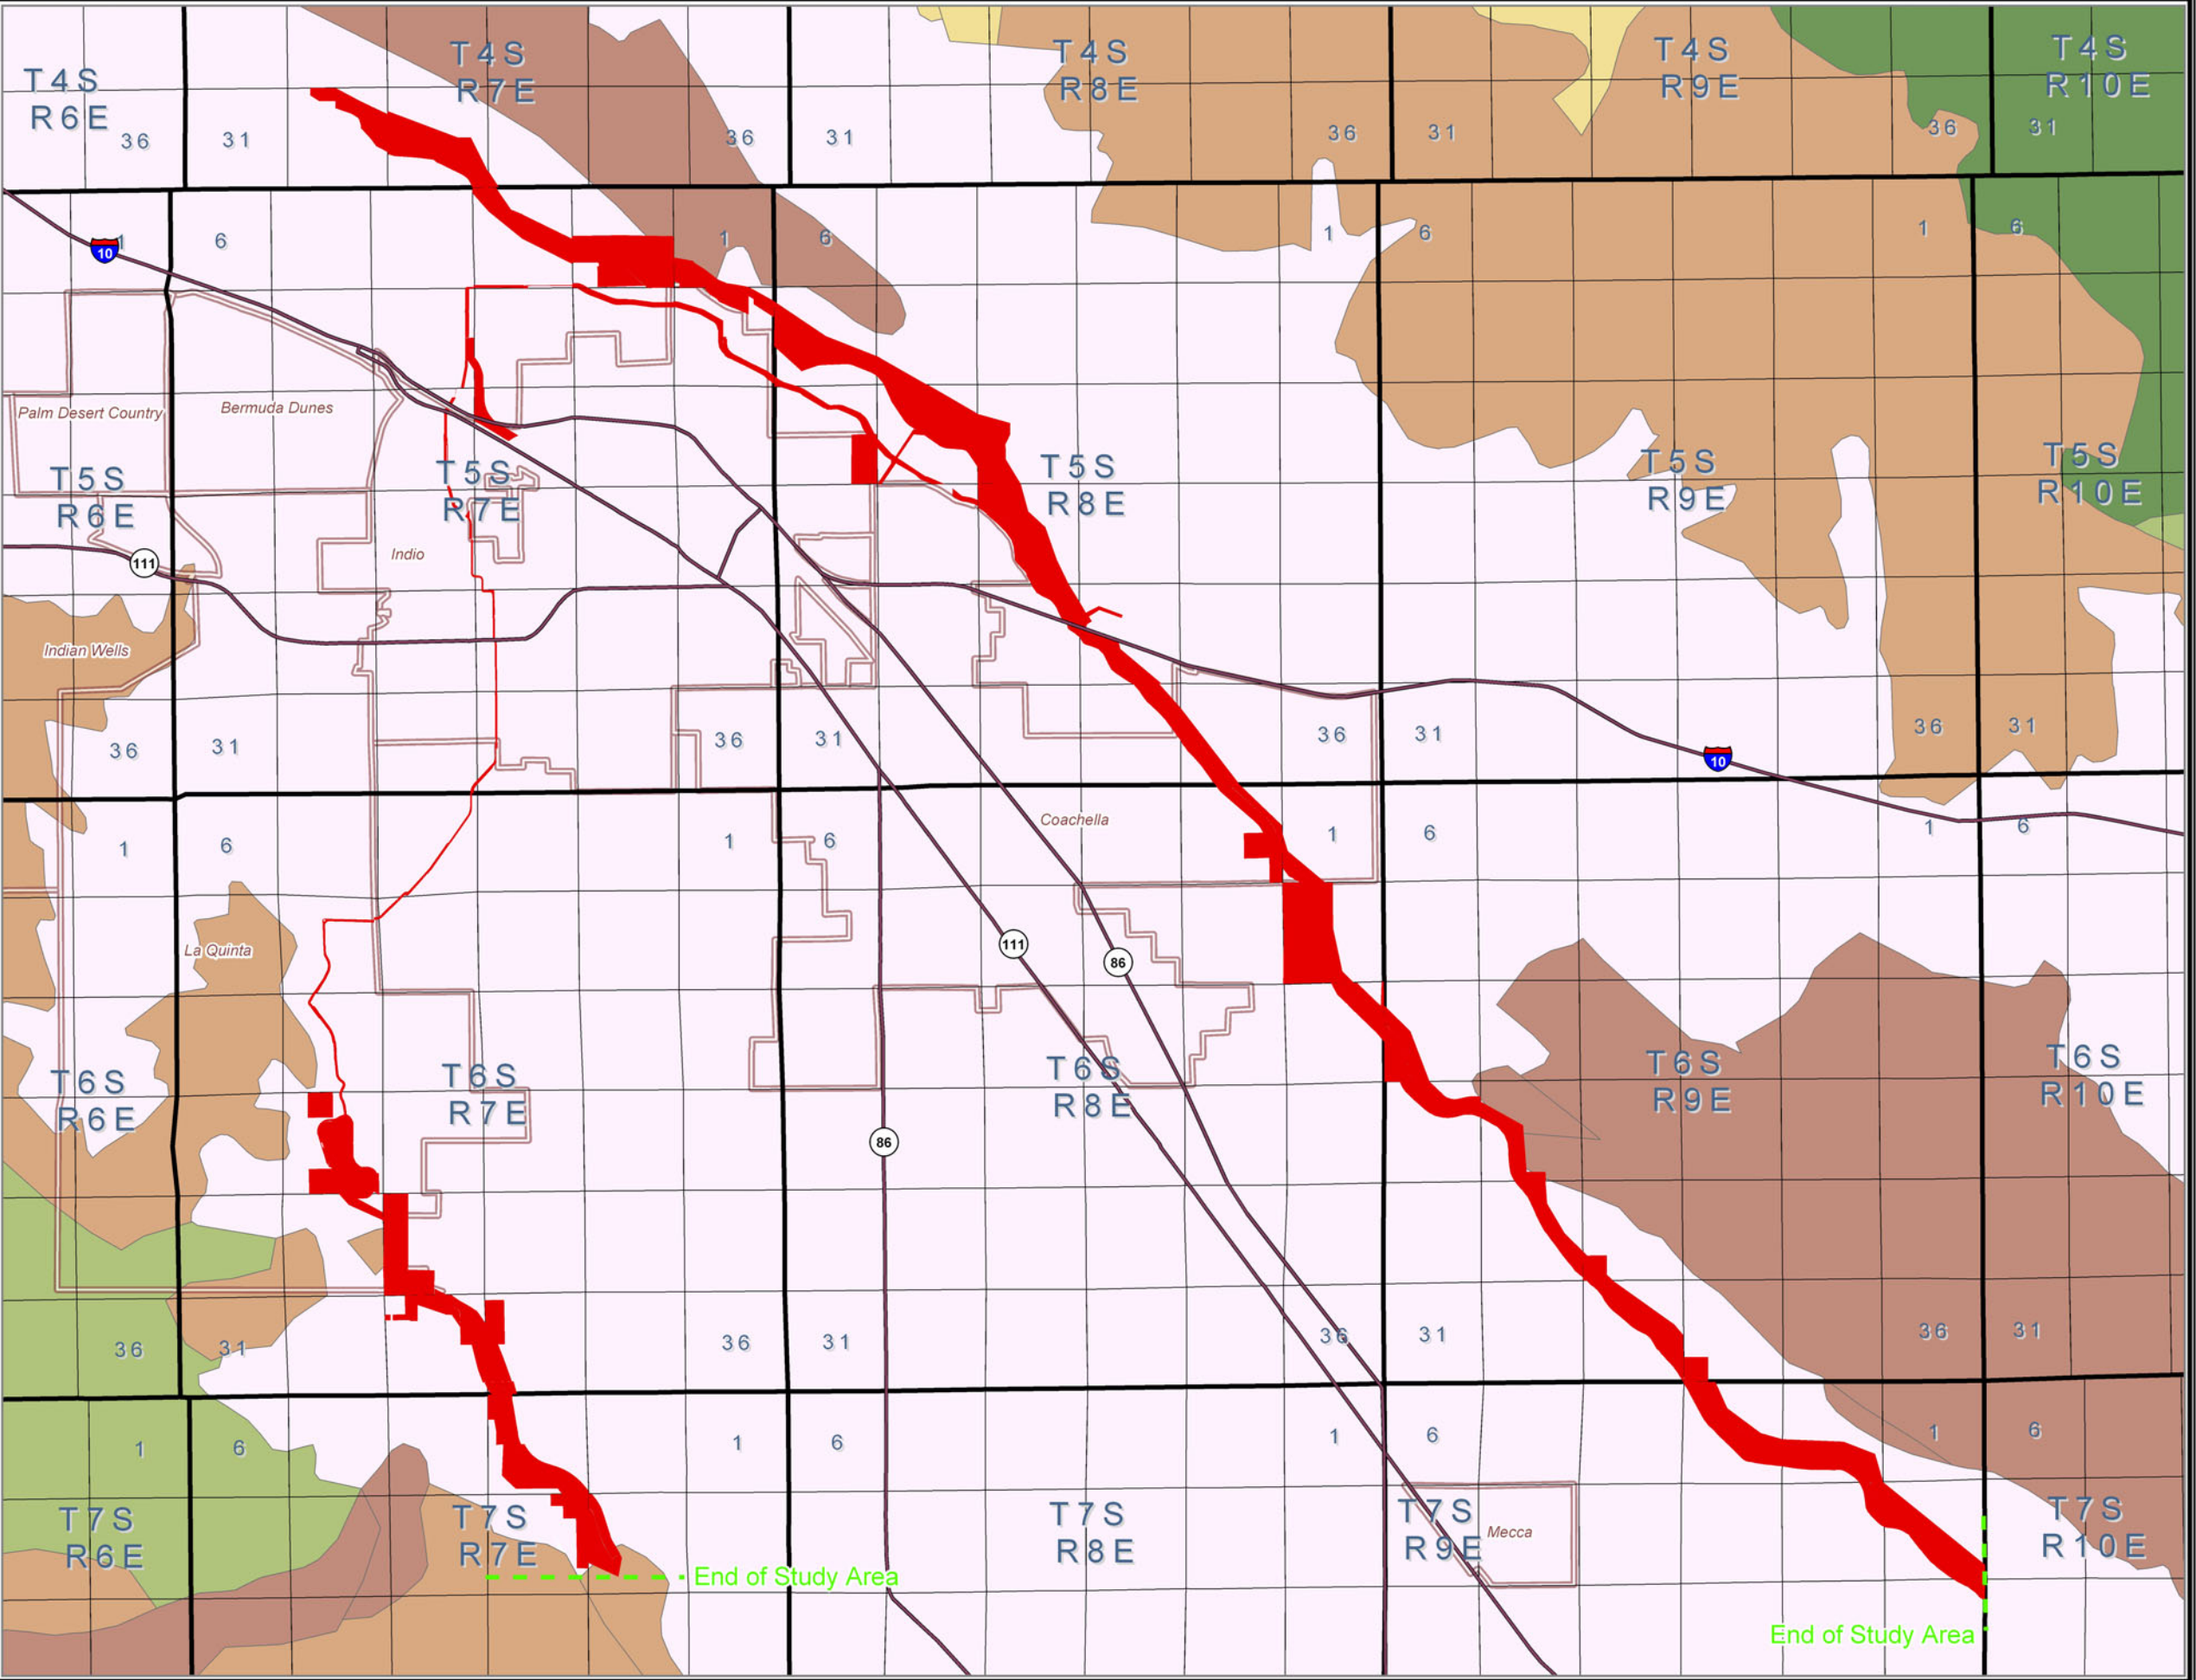 T4S
R6E
T4S
R7E
T4S
R8E
T4S
R9E
T4S
R10E
36
31
36
31
36
31
36
31
1
6
1
6
1
6
1
6
10
Palm Desert Country
Bermuda Dunes
T5S
R6E
T5S
R7E
T5S
R8E
T5S
R9E
T5S
R10E
111
Indio
Indian Wells
36
31
36
31
36
31
36
31
10
Coachella
1
6
1
6
1
6
1
6
La Quinta
111
86
T6S
R6E
T6S
R7E
T6S
R8E
T6S
R9E
T6S
R10E
86
36
31
36
31
36
31
36
31
1
6
1
6
1
6
1
6
T7S
R6E
T7S
R7E
T7S
R8E
T7S
R9E
Mecca
T7S
R10E
End of Study Area
End of Study Area